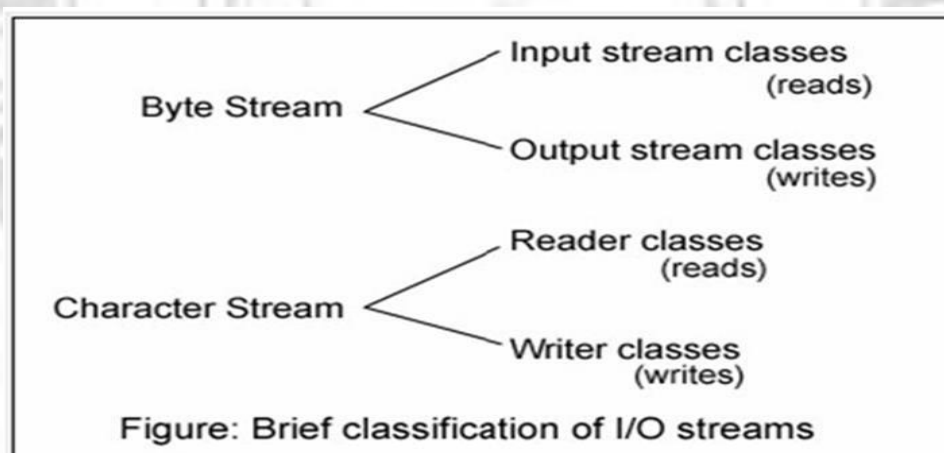 Input stream classes
(reads)
Byte Stream
Output stream classes
(writes)
Reader classes
(reads)
Character Stream
Writer classes
(writes)
Figure: Brief classification of I/O streams